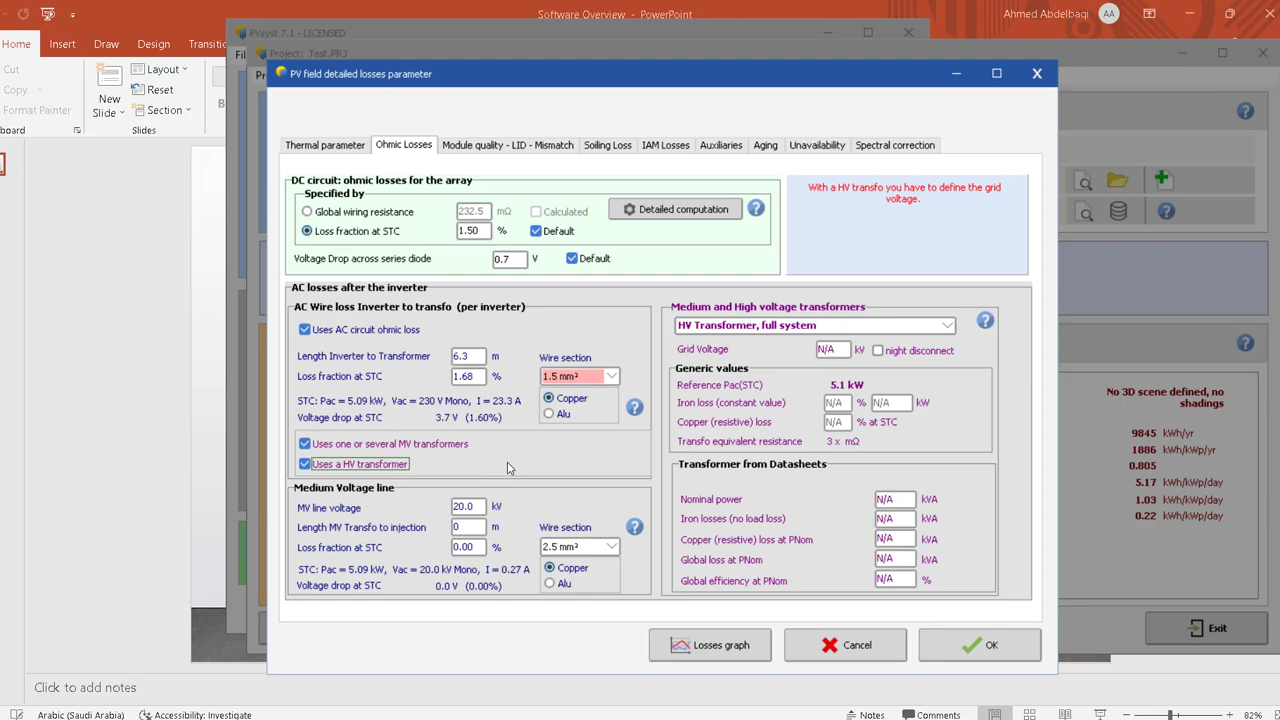 Software Overview - PowerPoint
Ahmed Abdelbaqi AA
PVsyst 7.1 - LICENSED
Home Insert Draw Design Transitio
Fil
Project: Test.PRJ
PV field detailed losses parameter
Pr
Cut
Copy
Format Painter
board
New
Slide
Layout
Reset
Section
Slides
Thermal parameter Ohmic Losses Module quality - LID - Mismatch Soiling Loss IAM Losses Auxiliaries Aging Unavailability Spectral correction
DC circuit: ohmic losses for the array
Specified by
Global wiring resistance 232.5 mΩ Calculated
Detailed computation
Loss fraction at STC 1.50 % Default
Voltage Drop across series diode 0.7 V Default
With a HV transfo you have to define the grid
voltage.
AC losses after the inverter
AC Wire loss Inverter to transfo (per inverter)
Uses AC circuit ohmic loss
Length Inverter to Transformer 6.3 m Wire section
Loss fraction at STC 1.68 % 1.5 mm²
STC: Pac = 5.09 kW, Vac = 230 V Mono, I = 23.3 A Copper
Voltage drop at STC 3.7 V (1.60%) Alu
Uses one or several MV transformers
Uses a HV transformer
Medium Voltage line
MV line voltage 20.0 kV
Length MV Transfo to injection 0 m Wire section
Loss fraction at STC 0.00 % 2.5 mm²
STC: Pac = 5.09 kW, Vac = 20.0 kV Mono, I = 0.27 A Copper
Voltage drop at STC 0.0 V (0.00%) Alu
Medium and High voltage transformers
HV Transformer, full system
Grid Voltage N/A kV night disconnect
Generic values
Reference Pac(STC) 5.1 kW
Iron loss (constant value) N/A % N/A kW
Copper (resistive) loss N/A % at STC
Transfo equivalent resistance 3 x mΩ
Transformer from Datasheets
Nominal power N/A kVA
Iron losses (no load loss) N/A kVA
Copper (resistive) loss at PNom N/A kVA
Global loss at PNom N/A kVA
Global efficiency at PNom N/A %
No 3D scene defined, no
shadings
9845 kWh/yr
1886 kWh/kWp/yr
0.805
5.17 kWh/kWp/day
1.03 kWh/kWp/day
0.22 kWh/kWp/day
Exit
Losses graph Cancel OK
Click to add notes
Arabic (Saudi Arabia) Accessibility: Investigate Notes Comments 82%